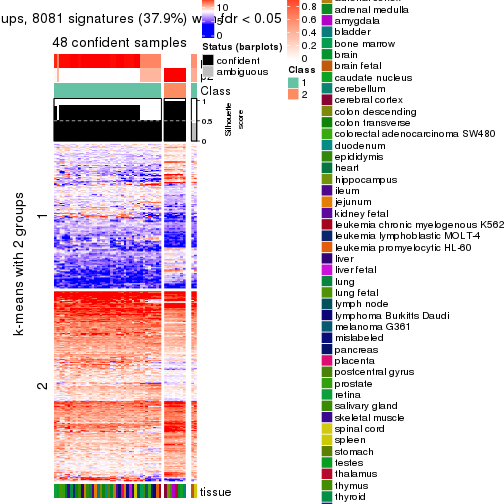 ups, 8081 signatures (37.9%) w fdr < 0.05
48 confident samples
p2
Class
1
0.5
0
Silhouette
score
k-means with 2 groups
1
2
tissue
10
5
0
Status (barplots)
confident
ambiguous
0.8
0.6
0.4
0.2
0
Class
1
2
adrenal medulla
amygdala
bladder
bone marrow
brain
brain fetal
caudate nucleus
cerebellum
cerebral cortex
colon descending
colon transverse
colorectal adenocarcinoma SW480
duodenum
epididymis
heart
hippocampus
ileum
jejunum
kidney fetal
leukemia chronic myelogenous K562
leukemia lymphoblastic MOLT-4
leukemia promyelocytic HL-60
liver
liver fetal
lung
lung fetal
lymph node
lymphoma Burkitts Daudi
melanoma G361
mislabeled
pancreas
placenta
postcentral gyrus
prostate
retina
salivary gland
skeletal muscle
spinal cord
spleen
stomach
testes
thalamus
thymus
thyroid